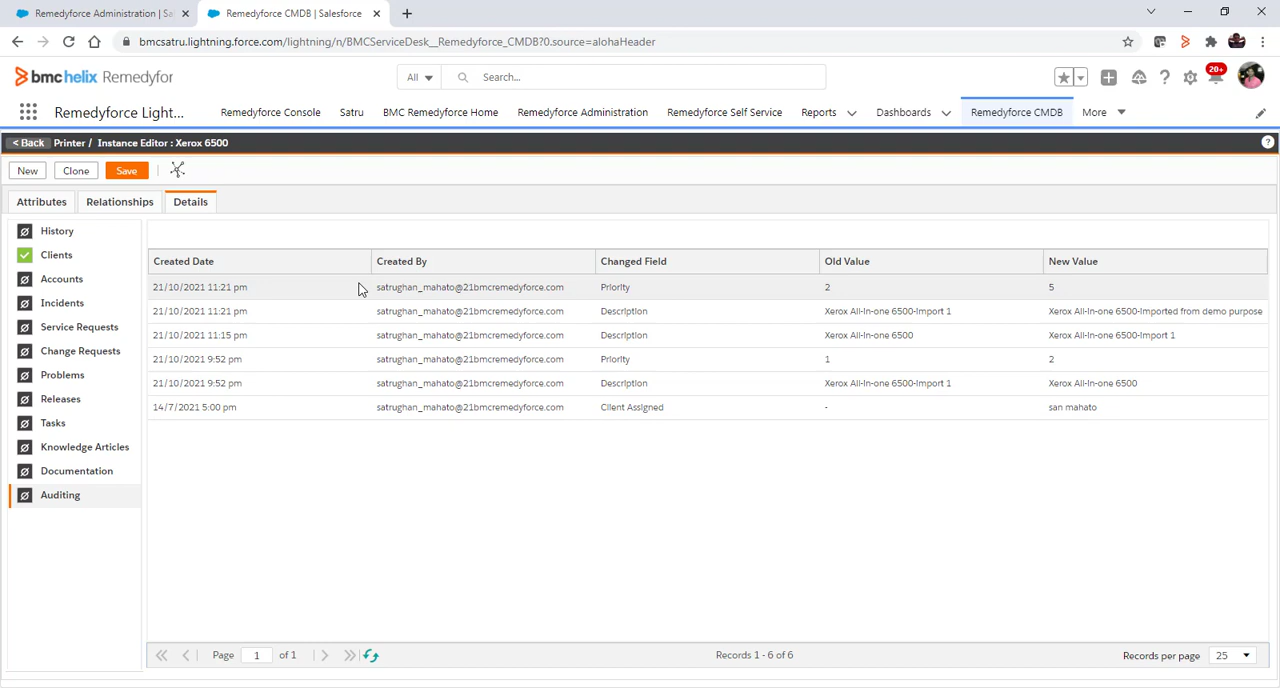 Remedyforce Administration | Sa
Remedyforce CMDB | Salesforce
bmcsatru.lightning.force.com/lightning/n/BMCServiceDesk__Remedyforce_CMDB?0.source=alohaHeader
bmc helix Remedyfor
All
Search...
20+
Remedyforce Light...
Remedyforce Console
Satru
BMC Remedyforce Home
Remedyforce Administration
Remedyforce Self Service
Reports
Dashboards
Remedyforce CMDB
More
< Back Printer / Instance Editor : Xerox 6500
New Clone Save
Attributes Relationships Details
History
Clients
Accounts
Incidents
Service Requests
Change Requests
Problems
Releases
Tasks
Knowledge Articles
Documentation
Auditing
Created Date Created By Changed Field Old Value New Value
21/10/2021 11:21 pm satrughan_mahato@21bmcremedyforce.com Priority 2 5
21/10/2021 11:21 pm satrughan_mahato@21bmcremedyforce.com Description Xerox All-in-one 6500-Import 1 Xerox All-in-one 6500-Imported from demo purpose
21/10/2021 11:15 pm satrughan_mahato@21bmcremedyforce.com Description Xerox All-in-one 6500 Xerox All-in-one 6500-Import 1
21/10/2021 9:52 pm satrughan_mahato@21bmcremedyforce.com Priority 1 2
21/10/2021 9:52 pm satrughan_mahato@21bmcremedyforce.com Description Xerox All-in-one 6500-Import 1 Xerox All-in-one 6500
14/7/2021 5:00 pm satrughan_mahato@21bmcremedyforce.com Client Assigned - san mahato
Page 1 of 1
Records 1 - 6 of 6
Records per page 25